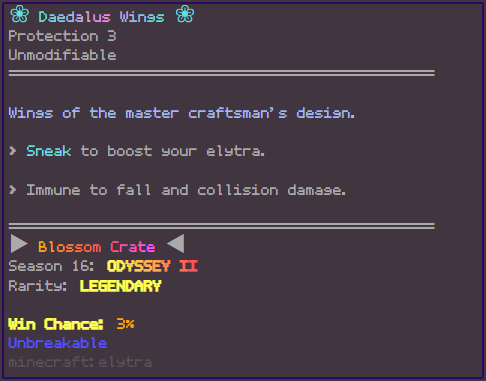 ❀ Daedalus Wings ❀
Protection 3
Unmodifiable
Wings of the master craftsman's design.
> Sneak to boost your elytra.
> Immune to fall and collision damage.
▶ Blossom Crate ◀
Season 16: ODYSSEY II
Rarity: LEGENDARY
Win Chance: 3%
Unbreakable
minecraft:elytra